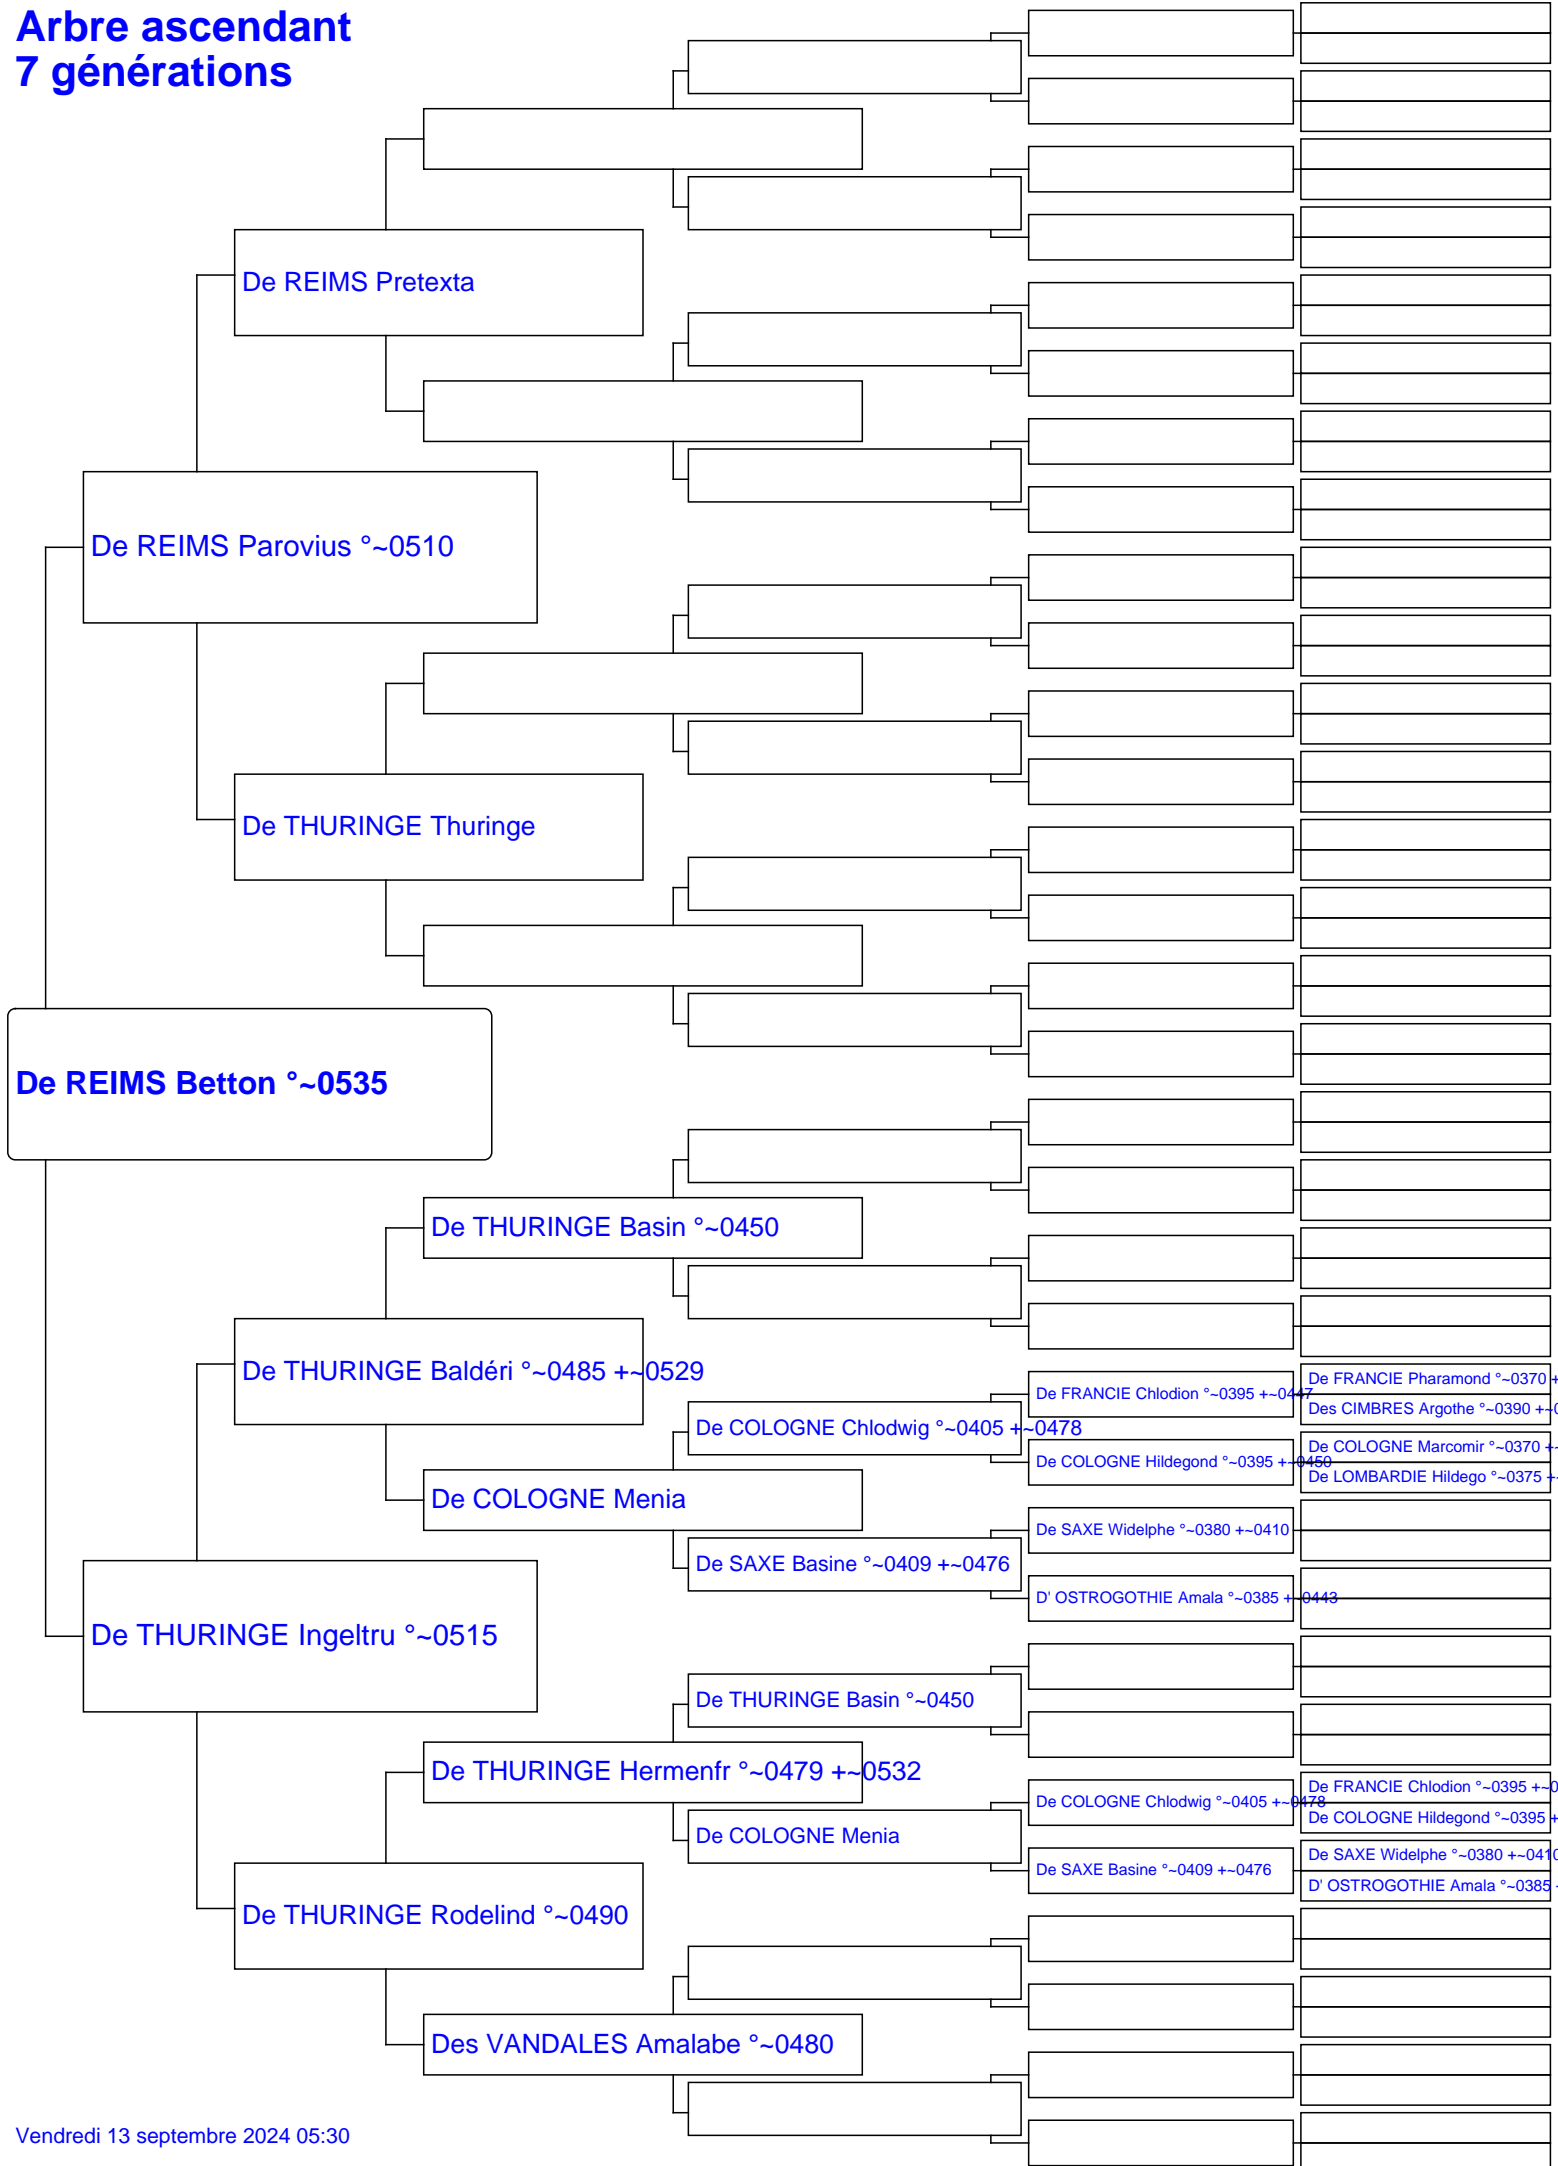 Arbre ascendant
7 générations
De REIMS Pretexta
De REIMS Parovius °~0510
De THURINGE Thuringe
De REIMS Betton °~0535
De THURINGE Basin °~0450
De THURINGE Baldéri °~0485 +~0529
De FRANCIE Pharamond °~0370 +
De FRANCIE Chlodion °~0395 +~0447
Des CIMBRES Argothe °~0390 +~0
De COLOGNE Chlodwig °~0405 +~0478
De COLOGNE Marcomir °~0370 +~
De COLOGNE Hildegond °~0395 +~0450
De LOMBARDIE Hildego °~0375 +
De COLOGNE Menia
De SAXE Widelphe °~0380 +~0410
De SAXE Basine °~0409 +~0476
D' OSTROGOTHIE Amala °~0385 +~0443
De THURINGE Ingeltru °~0515
De THURINGE Basin °~0450
De THURINGE Hermenfr °~0479 +~0532
De FRANCIE Chlodion °~0395 +~0
De COLOGNE Chlodwig °~0405 +~0478
De COLOGNE Hildegond °~0395 +
De COLOGNE Menia
De SAXE Widelphe °~0380 +~0410
De SAXE Basine °~0409 +~0476
D' OSTROGOTHIE Amala °~0385 +
De THURINGE Rodelind °~0490
Des VANDALES Amalabe °~0480
Vendredi 13 septembre 2024 05:30